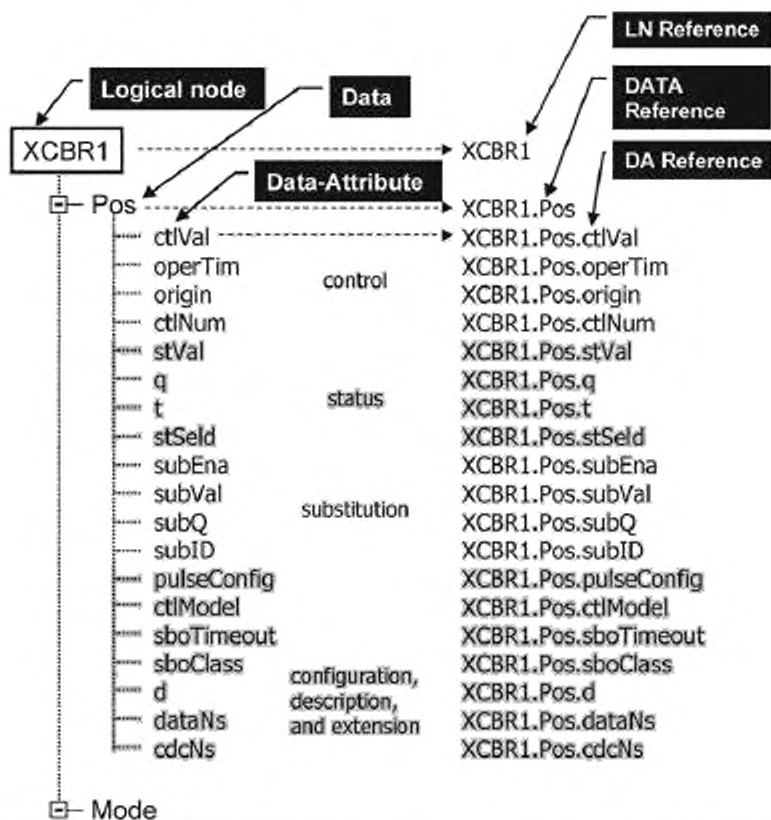 LN Reference
Logical node
Data
DATA
Reference
XCBR1
XCBR1
DA Reference
Data-Attribute
Pos
XCBR1.Pos
ctlVal
XCBR1.Pos.ctlVal
operTim
XCBR1.Pos.operTim
control
origin
XCBR1.Pos.origin
ctlNum
XCBR1.Pos.ctlNum
stVal
XCBR1.Pos.stVal
q
XCBR1.Pos.q
status
t
XCBR1.Pos.t
stSeld
XCBR1.Pos.stSeld
subEna
XCBR1.Pos.subEna
subVal
XCBR1.Pos.subVal
substitution
subQ
XCBR1.Pos.subQ
subID
XCBR1.Pos.subID
pulseConfig
XCBR1.Pos.pulseConfig
ctlModel
XCBR1.Pos.ctlModel
sboTimeout
XCBR1.Pos.sboTimeout
sboClass
XCBR1.Pos.sboClass
configuration,
description,
and extension
d
XCBR1.Pos.d
dataNs
XCBR1.Pos.dataNs
cdcNs
XCBR1.Pos.cdcNs
Mode